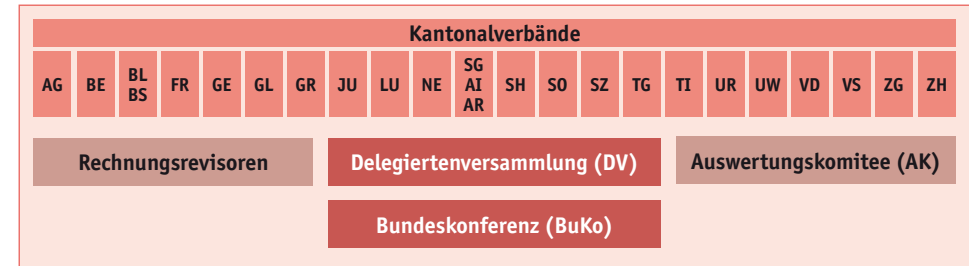 Kantonalverbände
AG BE BL BS FR GE GL GR JU LU NE SG AI AR SH SO SZ TG TI UR UW VD VS ZG ZH
Rechnungsrevisoren Delegiertenversammlung (DV) Auswertungskomitee (AK)
Bundeskonferenz (BuKo)